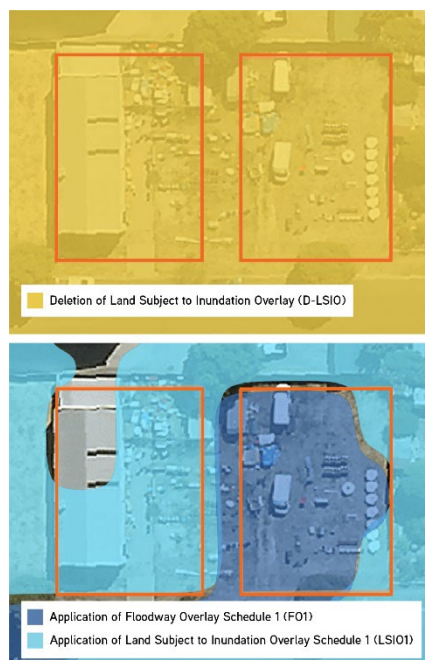 Deletion of Land Subject to Inundation Overlay (D-LSIO)
Application of Floodway Overlay Schedule 1 (FO1)
Application of Land Subject to Inundation Overlay Schedule 1 (LSIO1)